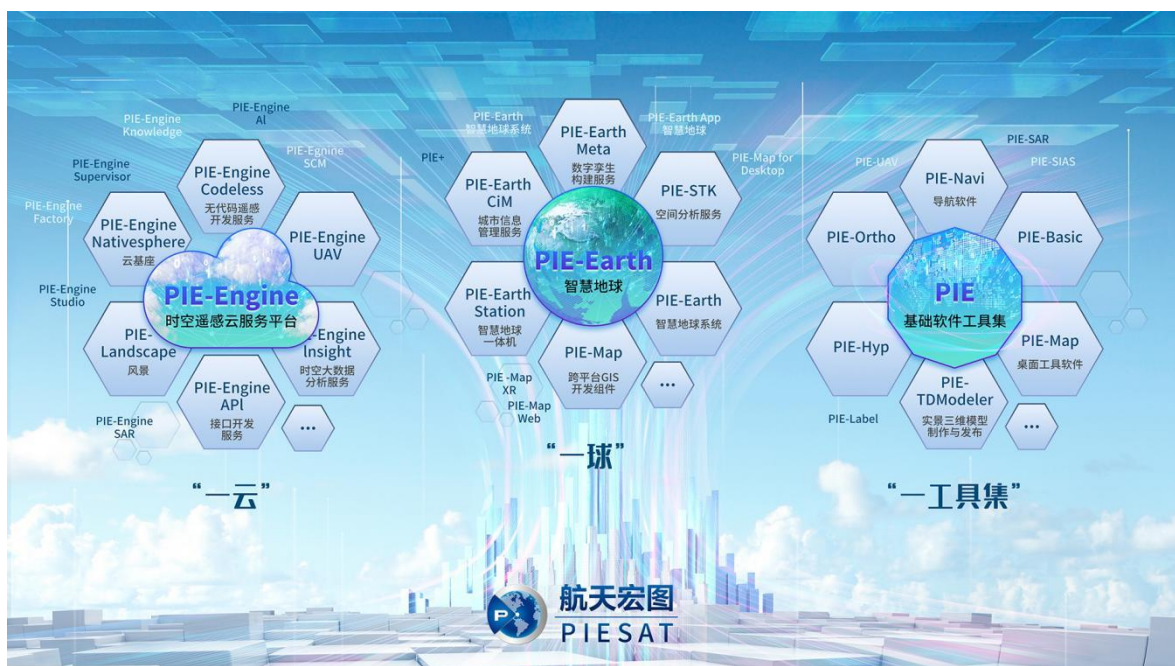 PIE-Engine
AI
PIE-Engine
Knowledge
PIE-Egnine
SCM
PIE-Engine
Supervisor
PIE-Engine
Factory
PIE-Engine
Studio
PIE-Engine
SAR
PIE-Engine
Codeless
无代码遥感
开发服务
PIE-Engine
Nativesphere
云基座
PIE-Engine
UAV
PIE-Engine
时空遥感云服务平台
PIE-
Landscape
风景
PIE-Engine
Insight
时空大数据
分析服务
PIE-Engine
API
接口开发
服务
...
“一云”
PIE-Earth
智慧地球系统
PIE-Earth App
智慧地球
PIE+
PIE-Map for
Desktop
PIE-Earth
Meta
数字孪生
构建服务
PIE-Earth
CiM
城市信息
管理服务
PIE-STK
空间分析服务
PIE-Earth
智慧地球
PIE-Earth
Station
智慧地球
一体机
PIE-Earth
智慧地球系统
PIE-Map
跨平台GIS
开发组件
...
PIE -Map
XR
PIE-Map
Web
“一球”
PIE-SAR
PIE-UAV
PIE-SIAS
PIE-Navi
导航软件
PIE-Ortho
PIE-Basic
PIE
基础软件工具集
PIE-Hyp
PIE-Map
桌面工具软件
PIE-
TDModeler
实景三维模型
制作与发布
...
PIE-Label
“一工具集”
航天宏图
PIESAT